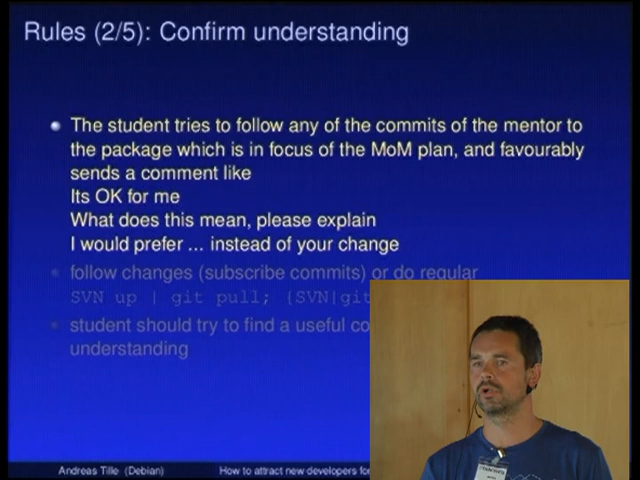 Rules (2/5): Confirm understanding
The student tries to follow any of the commits of the mentor to
the package which is in focus of the MoM plan, and favourably
sends a comment like
Its OK for me
What does this mean, please explain
I would prefer ... instead of your change
follow changes (subscribe commits) or do regular
SVN up | git pull; {SVN|git
student should try to find a useful co
understanding
Andreas Tille (Debian)
How to attract new developers for